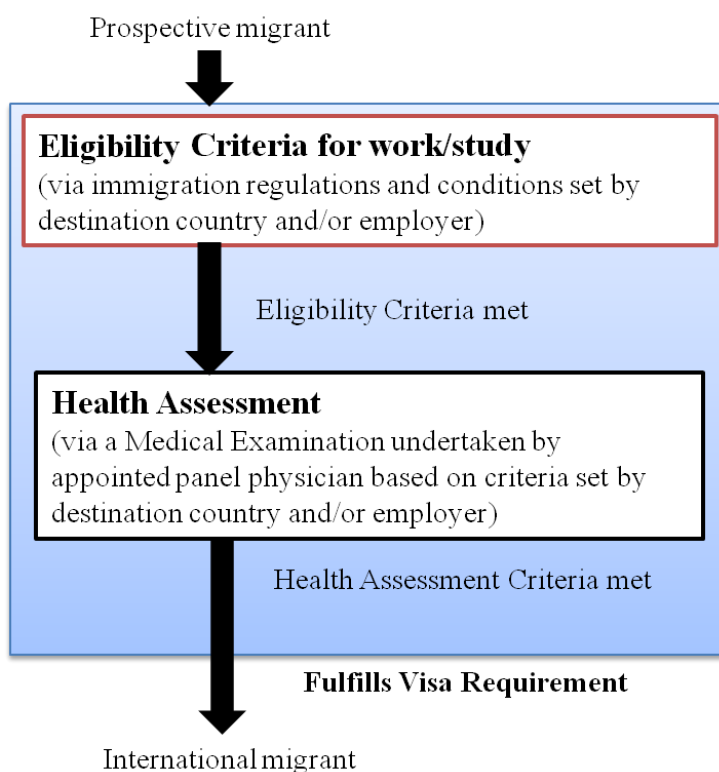 Prospective migrant
Eligibility Criteria for work/study
(via immigration regulations and conditions set by
destination country and/or employer)
Eligibility Criteria met
Health Assessment
(via a Medical Examination undertaken by
appointed panel physician based on criteria set by
destination country and/or employer)
Health Assessment Criteria met
Fulfills Visa Requirement
International migrant